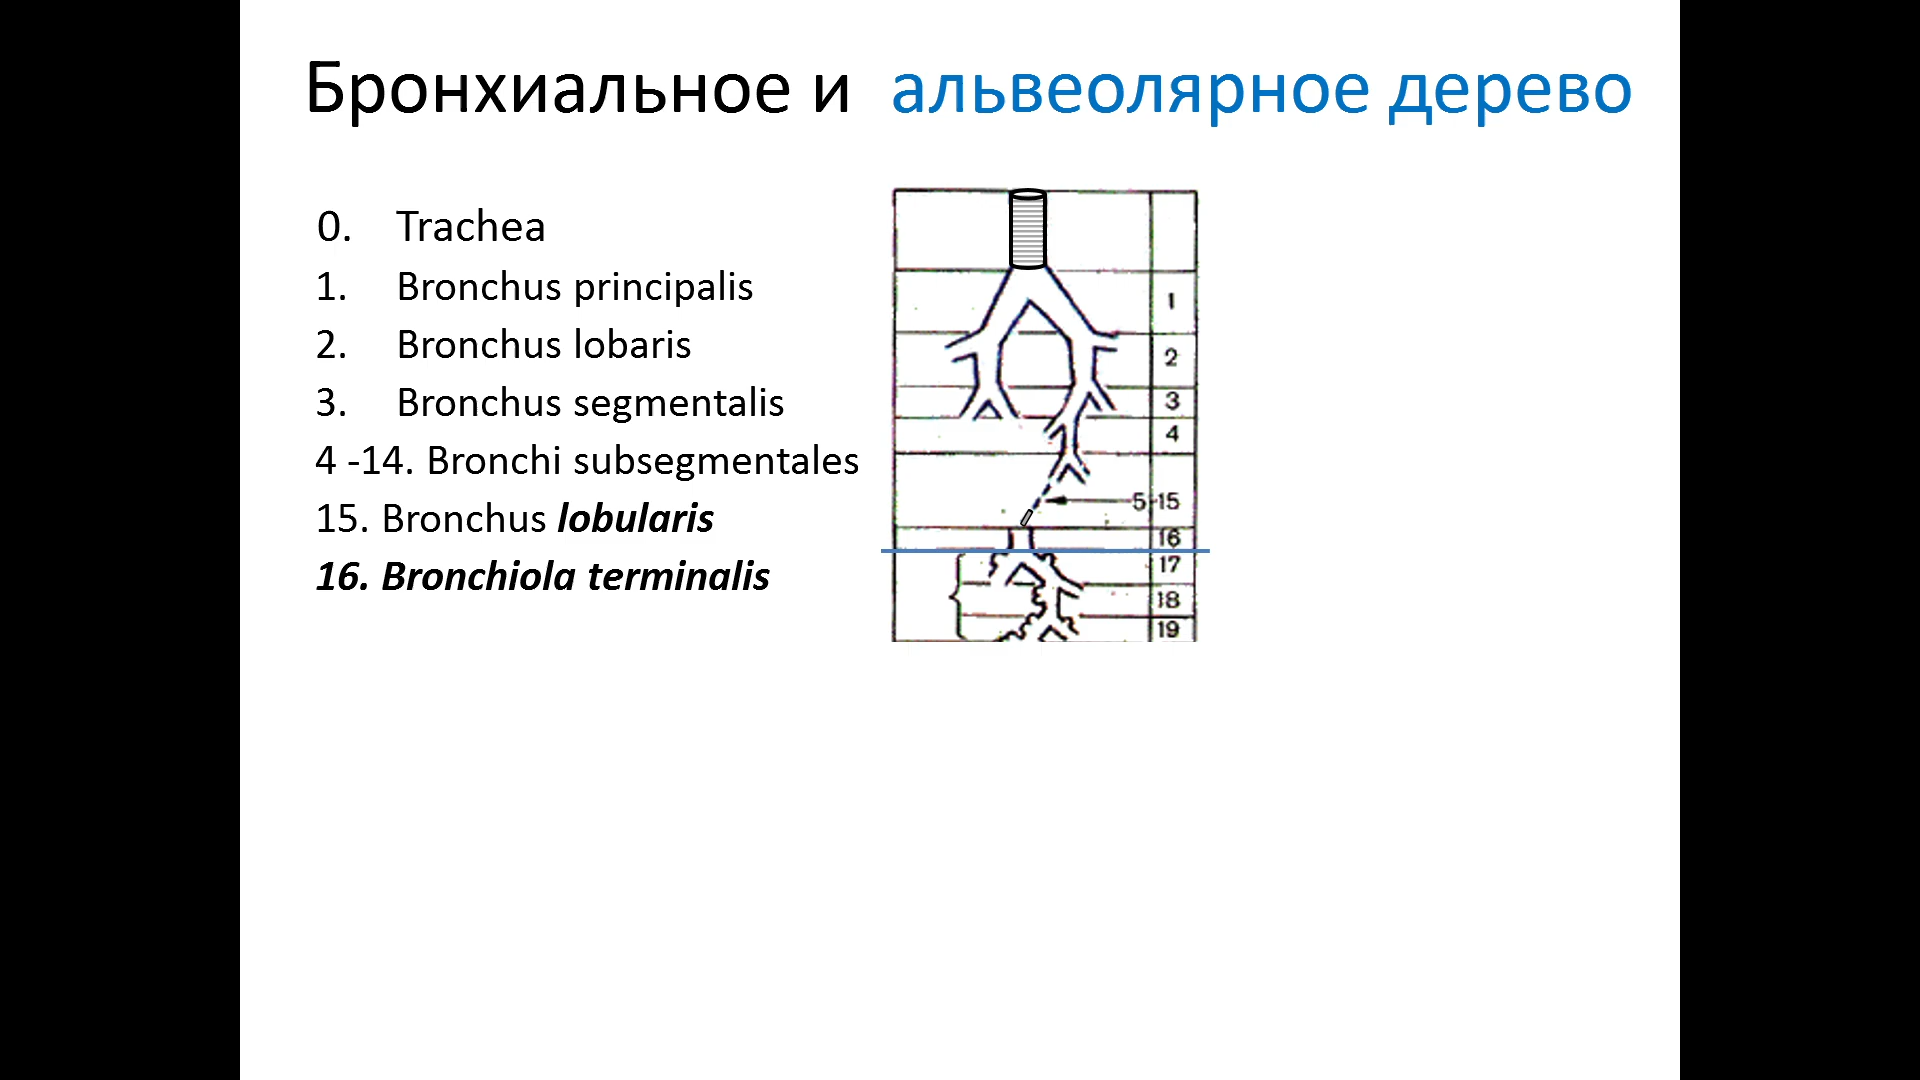 Бронхиальное и альвеолярное дерево
0. Trachea
1. Bronchus principalis
2. Bronchus lobaris
3. Bronchus segmentalis
4 -14. Bronchi subsegmentales
15. Bronchus lobularis
16. Bronchiola terminalis
1
2
3
4
5-15
16
17
18
19